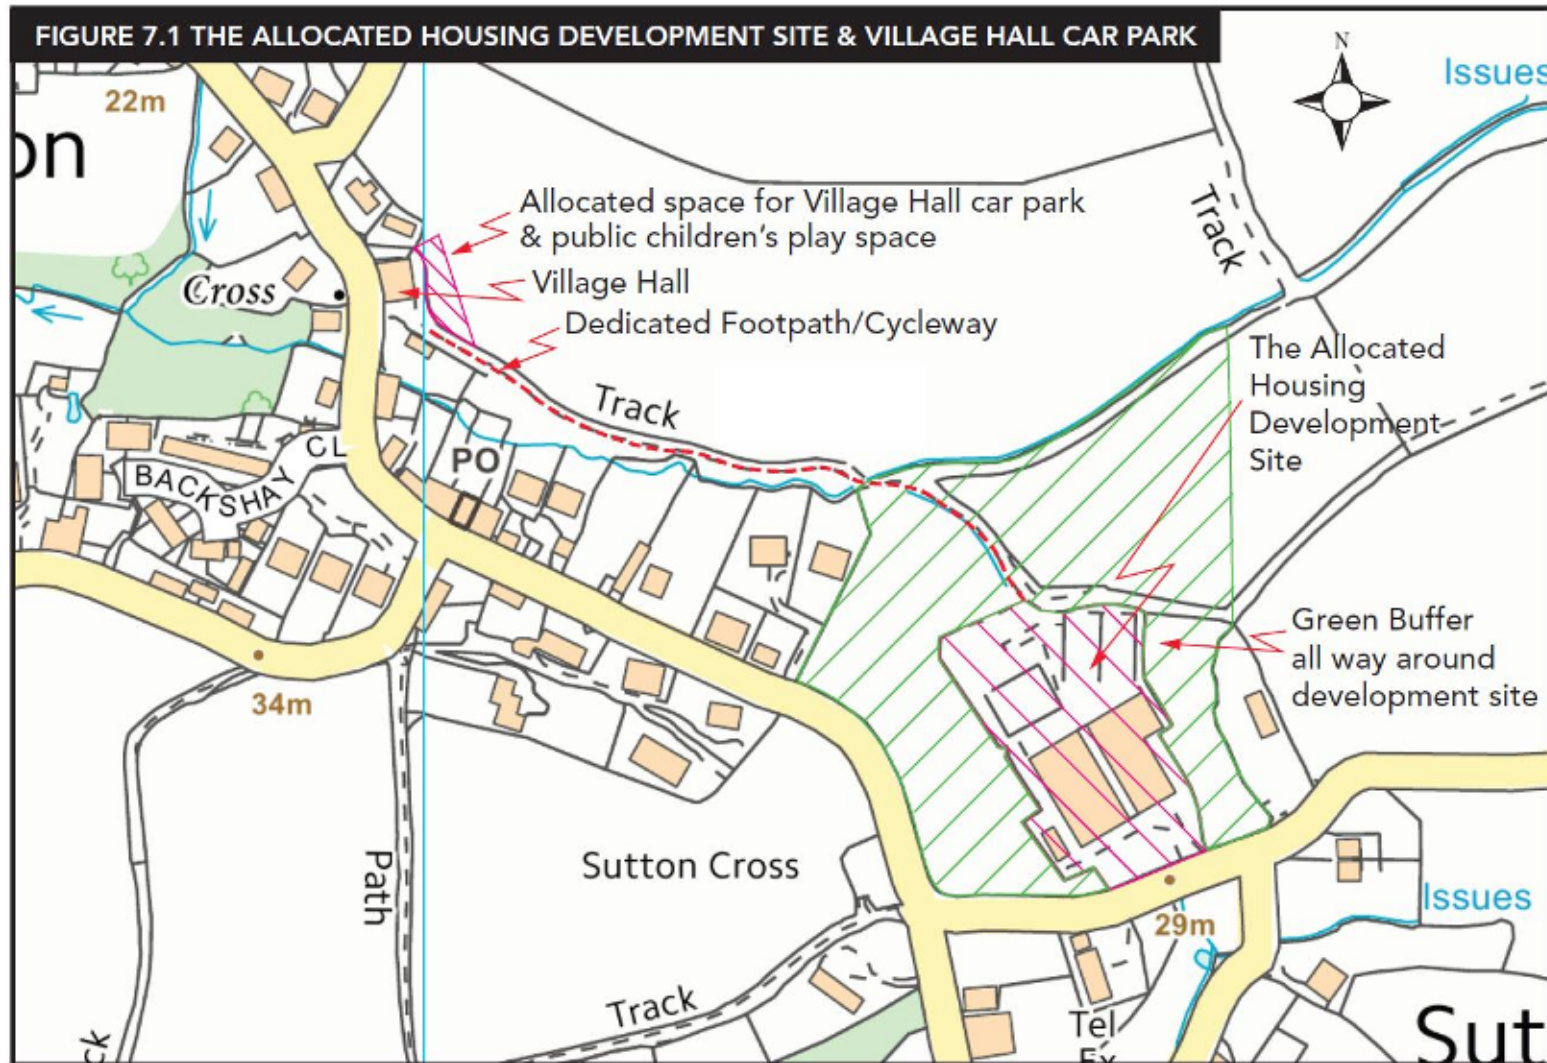 FIGURE 7.1 THE ALLOCATED HOUSING DEVELOPMENT SITE & VILLAGE HALL CAR PARK
N
Issues
22m
on
Allocated space for Village Hall car park
& public children's play space
Track
Village Hall
Cross
Dedicated Footpath/Cycleway
The Allocated
Housing
Development
Site
Track
CL
PO
BACKSHAY
Green Buffer
all way around
development site
34m
Path
Sutton Cross
Issues
29m
Track
Tel
Ex
Sut
ck